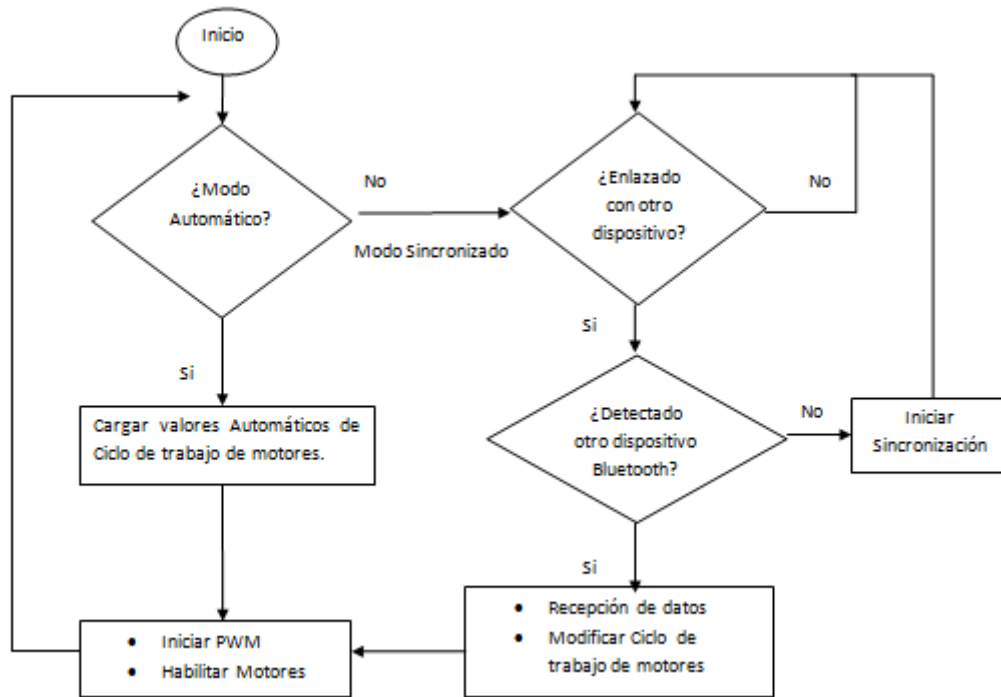 Inicio
¿Modo
Automático?
No
Modo Sincronizado
¿Enlazado
con otro
dispositivo?
No
Si
Si
Cargar valores Automáticos de
Ciclo de trabajo de motores.
¿Detectado
otro dispositivo
Bluetooth?
No
Iniciar
Sincronización
Si
• Iniciar PWM
• Habilitar Motores
• Recepción de datos
• Modificar Ciclo de
trabajo de motores